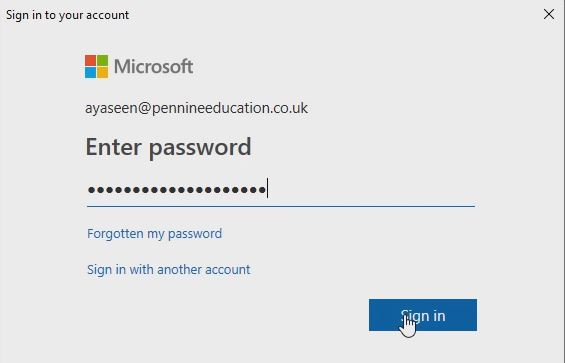 Sign in to your account
Microsoft
ayaseen@pennineeducation.co.uk
Enter password
●●●●●●●●●●●●●●●●●●●●
Forgotten my password
Sign in with another account
Sign in